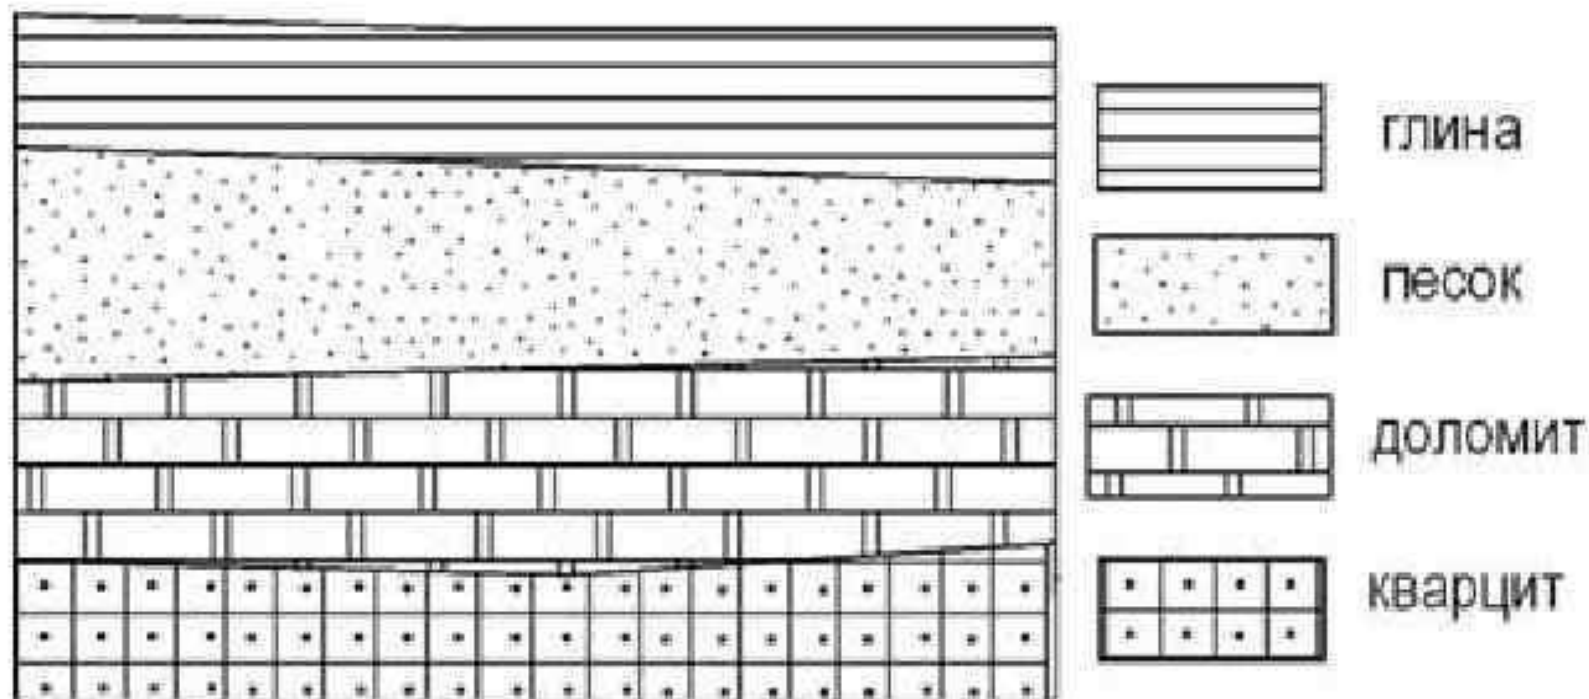 глина
песок
доломит
кварцит